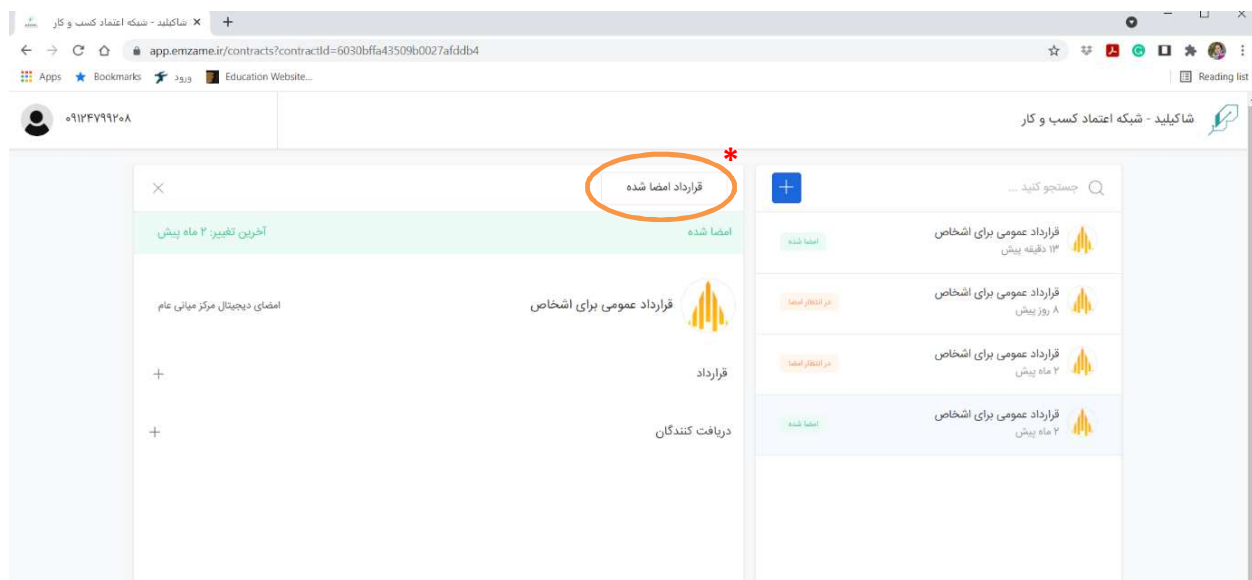 شاکیلید - شبکه اعتماد کسب و کار
app.emzame.ir/contracts?contractId=6030bffa43509b0027afddb4
Apps Bookmarks ورود Education Website... Reading list
۰۹۱۲۴۷۹۹۲۰۸
شاکیلید - شبکه اعتماد کسب و کار
*
جستجو کنید ...
قرارداد عمومی برای اشخاص
۱۳ دقیقه پیش
امضا شده
قرارداد عمومی برای اشخاص
۸ روز پیش
در انتظار امضا
قرارداد عمومی برای اشخاص
۲ ماه پیش
در انتظار امضا
قرارداد عمومی برای اشخاص
۲ ماه پیش
امضا شده
قرارداد امضا شده
امضا شده
آخرین تغییر: ۲ ماه پیش
قرارداد عمومی برای اشخاص
امضای دیجیتال مرکز میانی عام
قرارداد
دریافت کنندگان